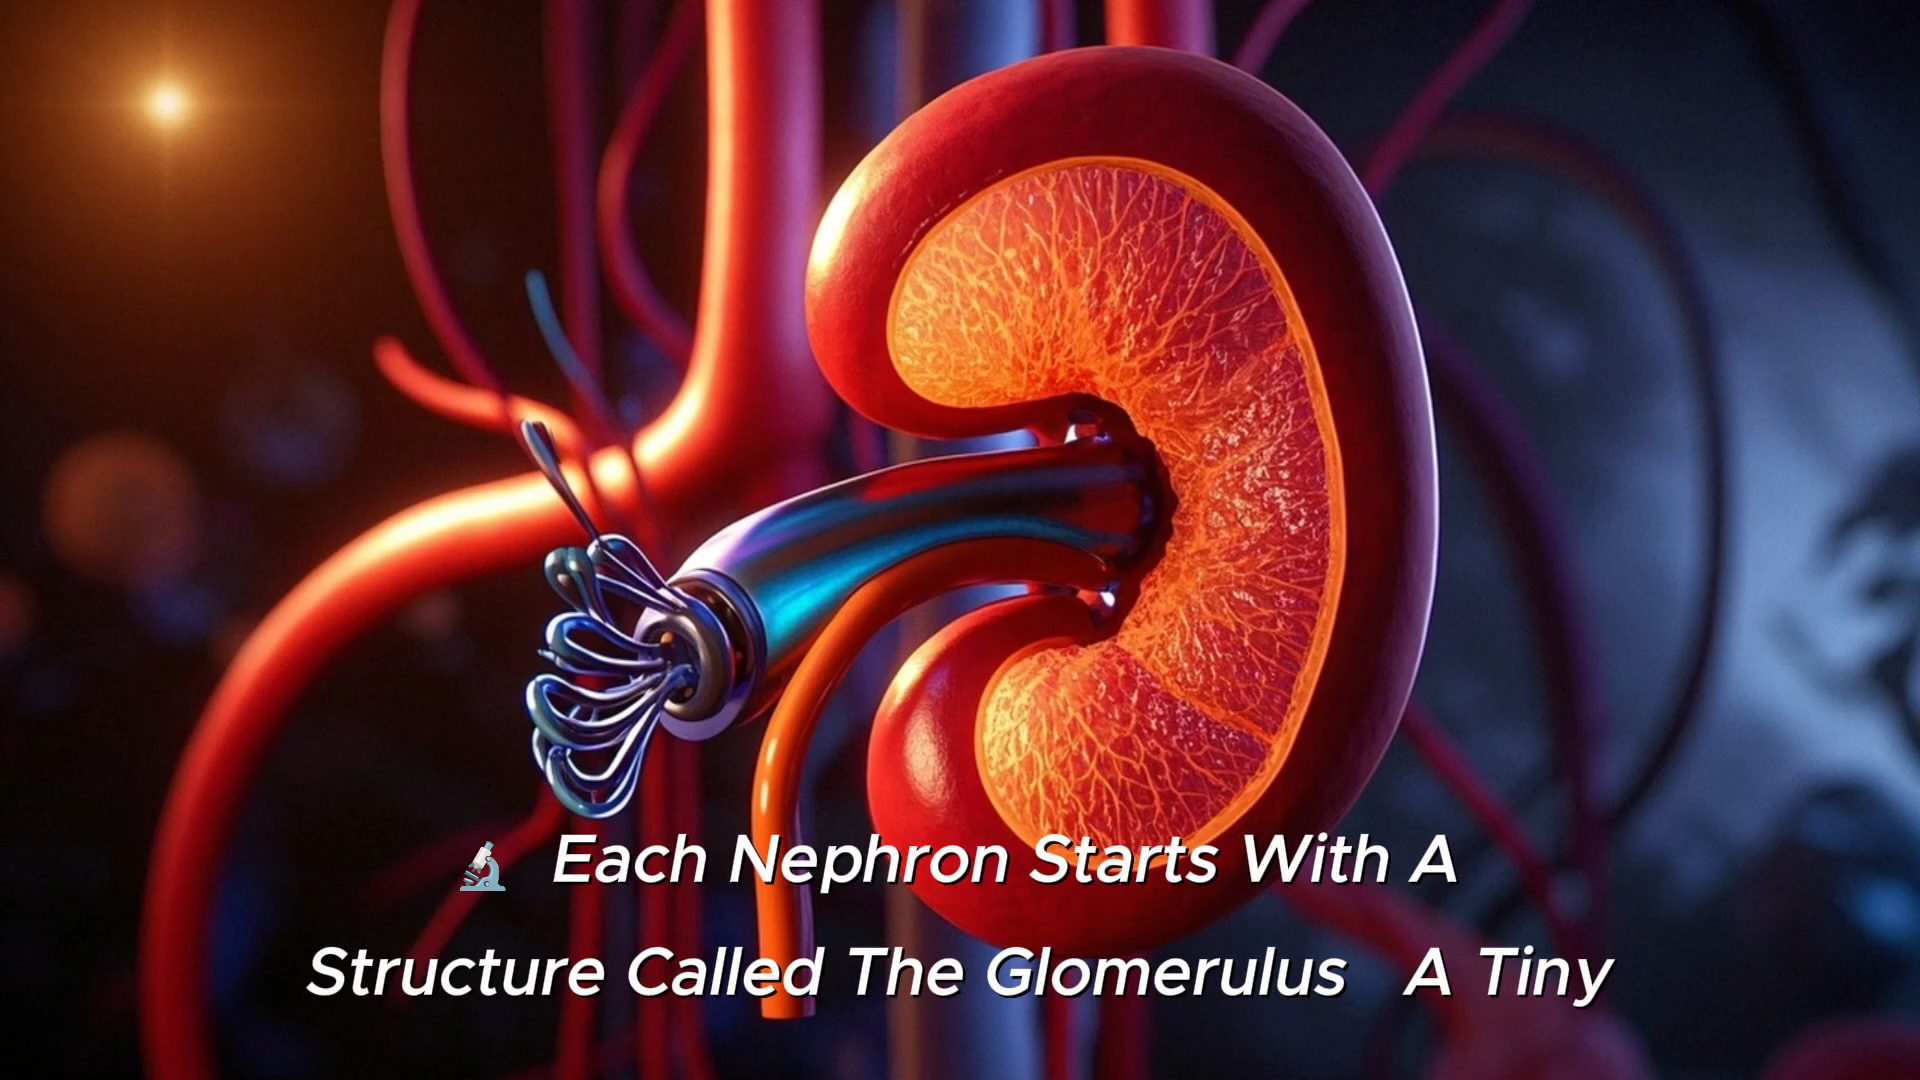 🔬 Each Nephron Starts With A
Structure Called The Glomerulus A Tiny